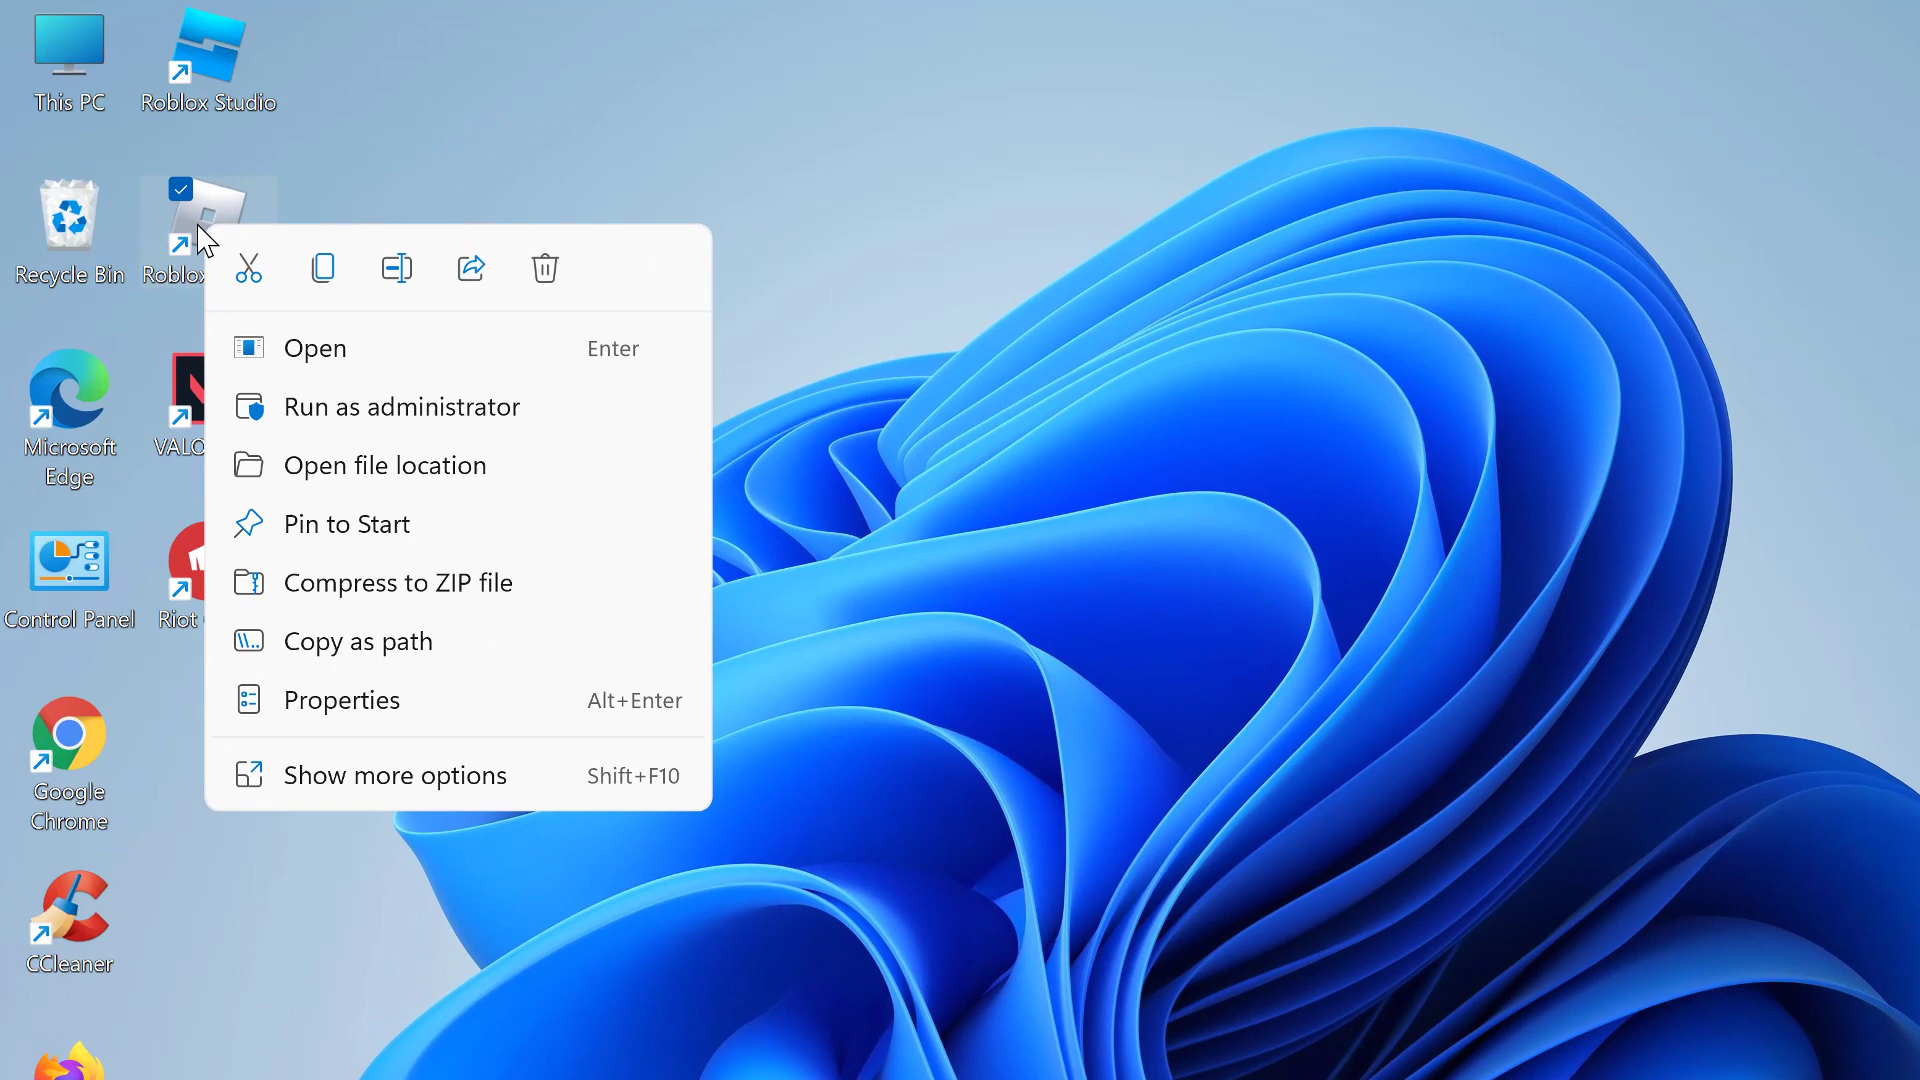 This PC
Roblox Studio
Recycle Bin
Roblox
Open Enter
Run as administrator
Open file location
Pin to Start
Compress to ZIP file
Copy as path
Properties Alt+Enter
Show more options Shift+F10
Microsoft
Edge
VALO
Control Panel
Riot
Google
Chrome
CCleaner